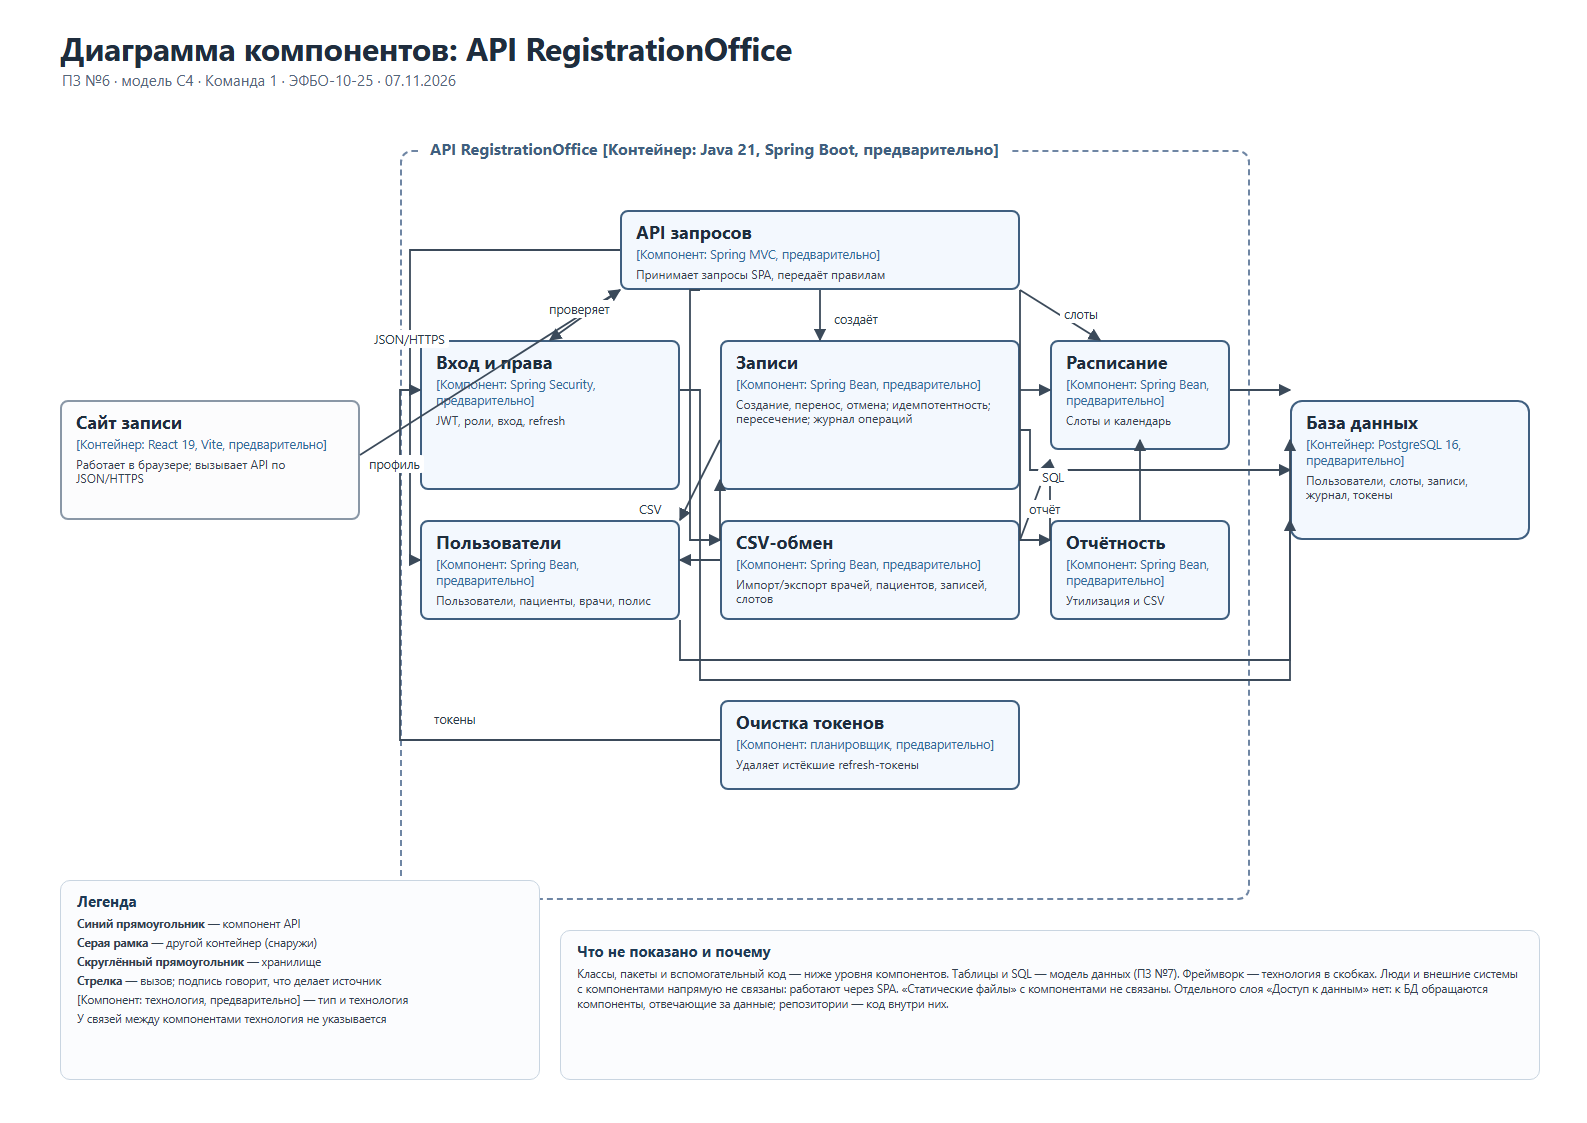 Диаграмма компонентов: API RegistrationOffice
ПЗ №6 · модель C4 · Команда 1 · ЭФБО-10-25 · 07.11.2026
API RegistrationOffice [Контейнер: Java 21, Spring Boot, предварительно]
API запросов
[Компонент: Spring MVC, предварительно]
Принимает запросы SPA, передаёт правилам
проверяет
создаёт
слоты
JSON/HTTPS
Вход и права
[Компонент: Spring Security,
предварительно]
JWT, роли, вход, refresh
Записи
[Компонент: Spring Bean, предварительно]
Создание, перенос, отмена; идемпотентность;
пересечение; журнал операций
Расписание
[Компонент: Spring Bean,
предварительно]
Слоты и календарь
Сайт записи
[Контейнер: React 19, Vite, предварительно]
Работает в браузере; вызывает API по
JSON/HTTPS
База данных
[Контейнер: PostgreSQL 16,
предварительно]
Пользователи, слоты, записи,
журнал, токены
профиль
SQL
CSV
отчёт
Пользователи
[Компонент: Spring Bean,
предварительно]
Пользователи, пациенты, врачи, полис
CSV-обмен
[Компонент: Spring Bean, предварительно]
Импорт/экспорт врачей, пациентов, записей,
слотов
Отчётность
[Компонент: Spring Bean,
предварительно]
Утилизация и CSV
токены
Очистка токенов
[Компонент: планировщик, предварительно]
Удаляет истёкшие refresh-токены
Легенда
Синий прямоугольник — компонент API
Серая рамка — другой контейнер (снаружи)
Скруглённый прямоугольник — хранилище
Стрелка — вызов; подпись говорит, что делает источник
[Компонент: технология, предварительно] — тип и технология
У связей между компонентами технология не указывается
Что не показано и почему
Классы, пакеты и вспомогательный код — ниже уровня компонентов. Таблицы и SQL — модель данных (ПЗ №7). Фреймворк — технология в скобках. Люди и внешние системы
с компонентами напрямую не связаны: работают через SPA. «Статические файлы» с компонентами не связаны. Отдельного слоя «Доступ к данным» нет: к БД обращаются
компоненты, отвечающие за данные; репозитории — код внутри них.